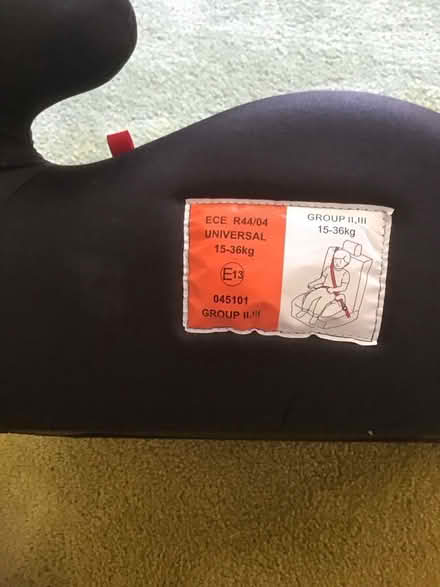 ECE R44/04
UNIVERSAL
15-36kg
E13
045101
GROUP II,III
GROUP II,III
15-36kg